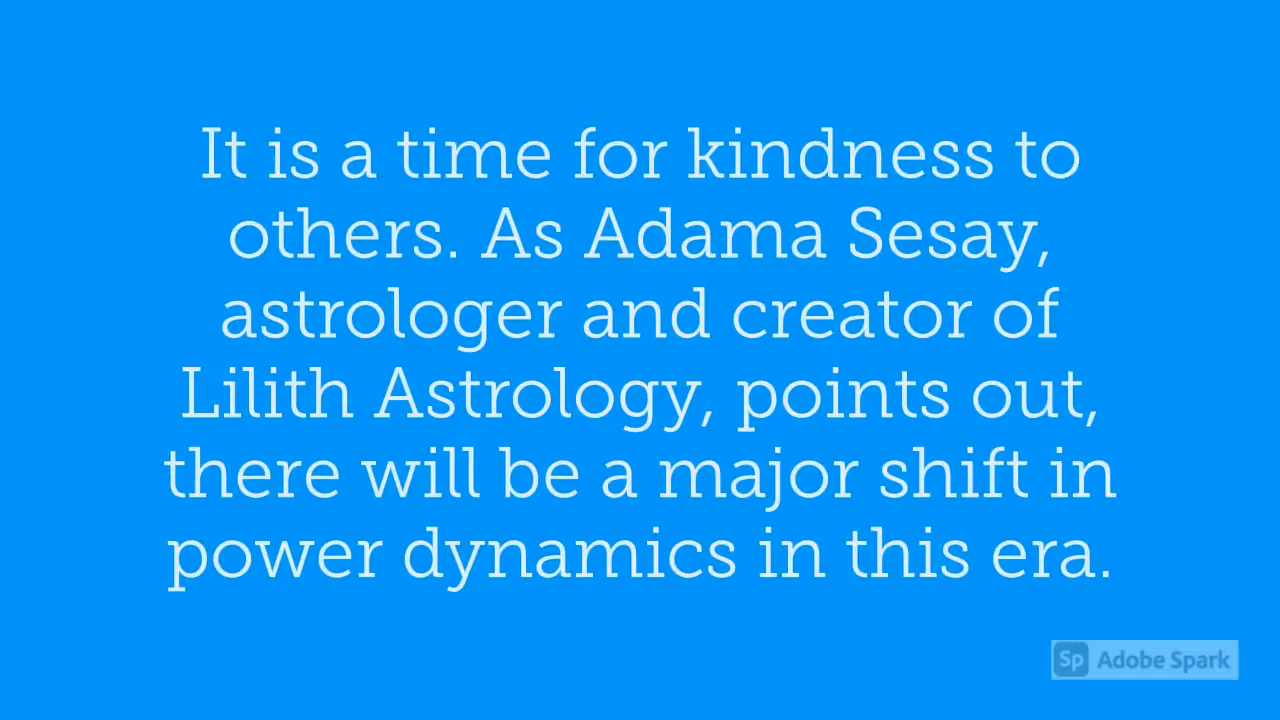 It is a time for kindness to
others. As Adama Sesay,
astrologer and creator of
Lilith Astrology, points out,
there will be a major shift in
power dynamics in this era.
Sp Adobe Spark